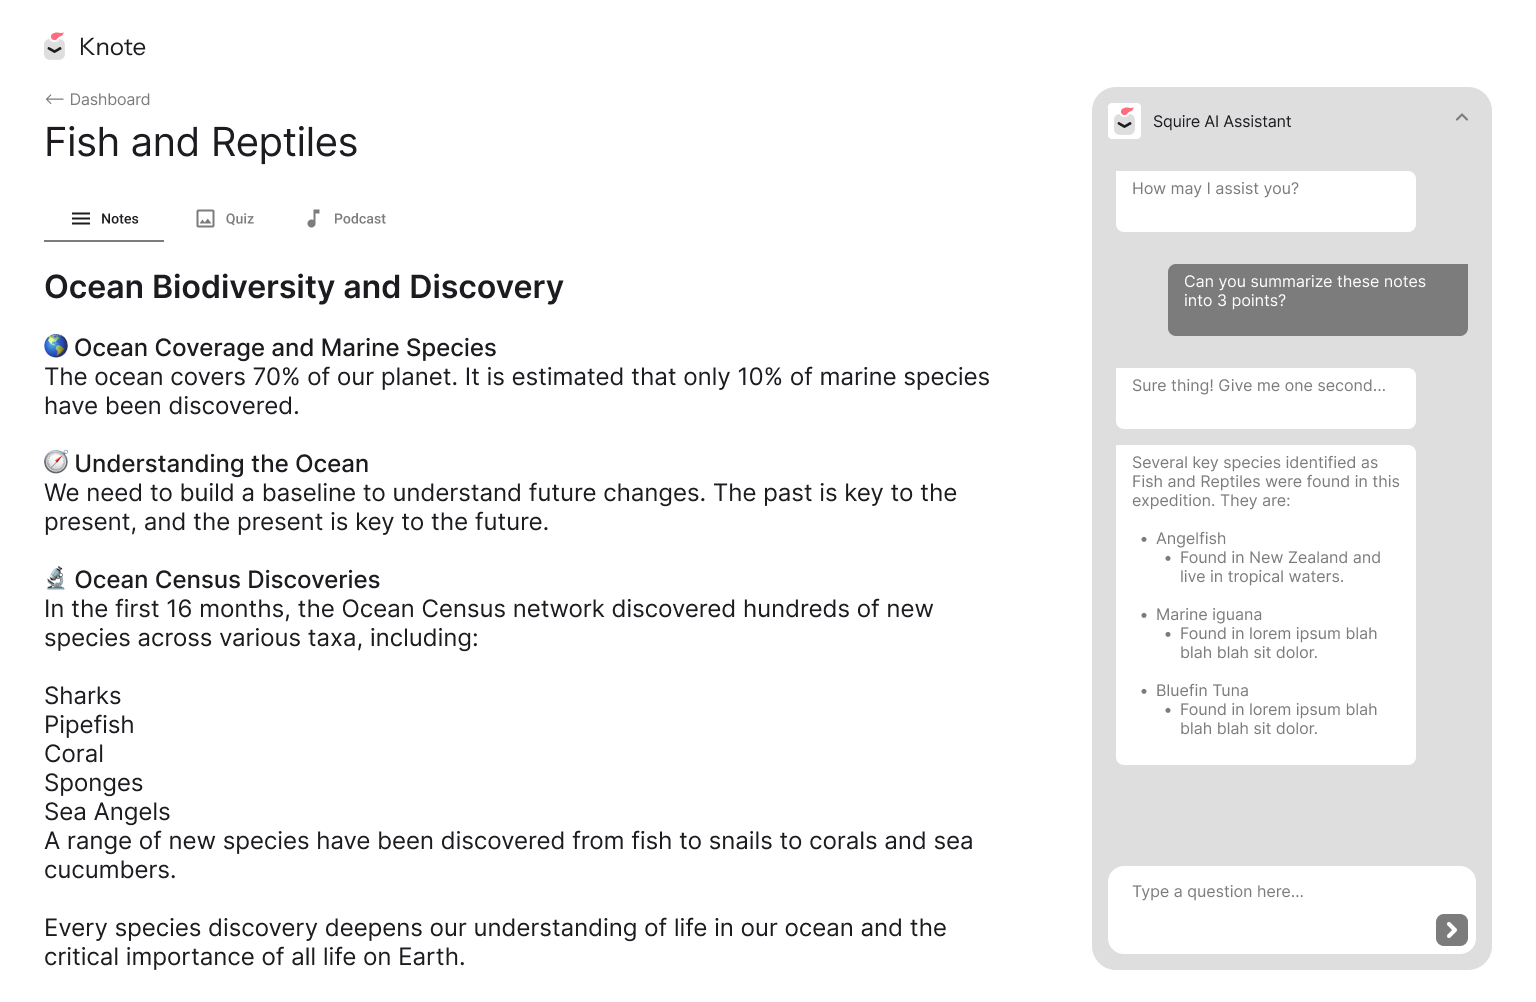 Knote
← Dashboard
Fish and Reptiles
Notes
Quiz
Podcast
Ocean Biodiversity and Discovery
🌎 Ocean Coverage and Marine Species
The ocean covers 70% of our planet. It is estimated that only 10% of marine species
have been discovered.
🧭 Understanding the Ocean
We need to build a baseline to understand future changes. The past is key to the
present, and the present is key to the future.
🔬 Ocean Census Discoveries
In the first 16 months, the Ocean Census network discovered hundreds of new
species across various taxa, including:
Sharks
Pipefish
Coral
Sponges
Sea Angels
A range of new species have been discovered from fish to snails to corals and sea
cucumbers.
Every species discovery deepens our understanding of life in our ocean and the
critical importance of all life on Earth.
Squire AI Assistant
How may I assist you?
Can you summarize these notes
into 3 points?
Sure thing! Give me one second...
Several key species identified as
Fish and Reptiles were found in this
expedition. They are:
• Angelfish
• Found in New Zealand and
live in tropical waters.
• Marine iguana
• Found in lorem ipsum blah
blah blah sit dolor.
• Bluefin Tuna
• Found in lorem ipsum blah
blah blah sit dolor.
Type a question here...